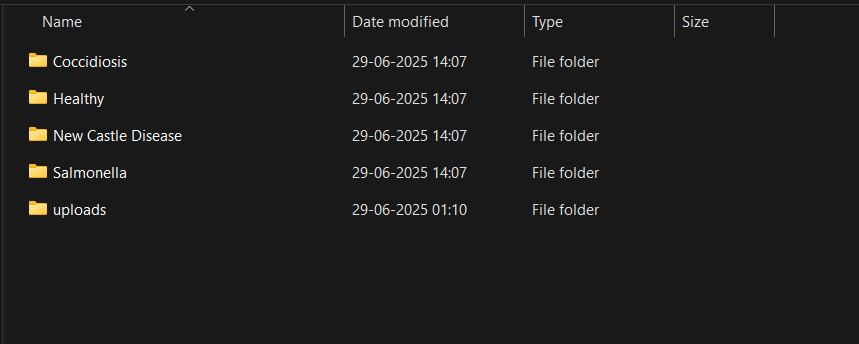 Name Date modified Type Size
Coccidiosis 29-06-2025 14:07 File folder
Healthy 29-06-2025 14:07 File folder
New Castle Disease 29-06-2025 14:07 File folder
Salmonella 29-06-2025 14:07 File folder
uploads 29-06-2025 01:10 File folder